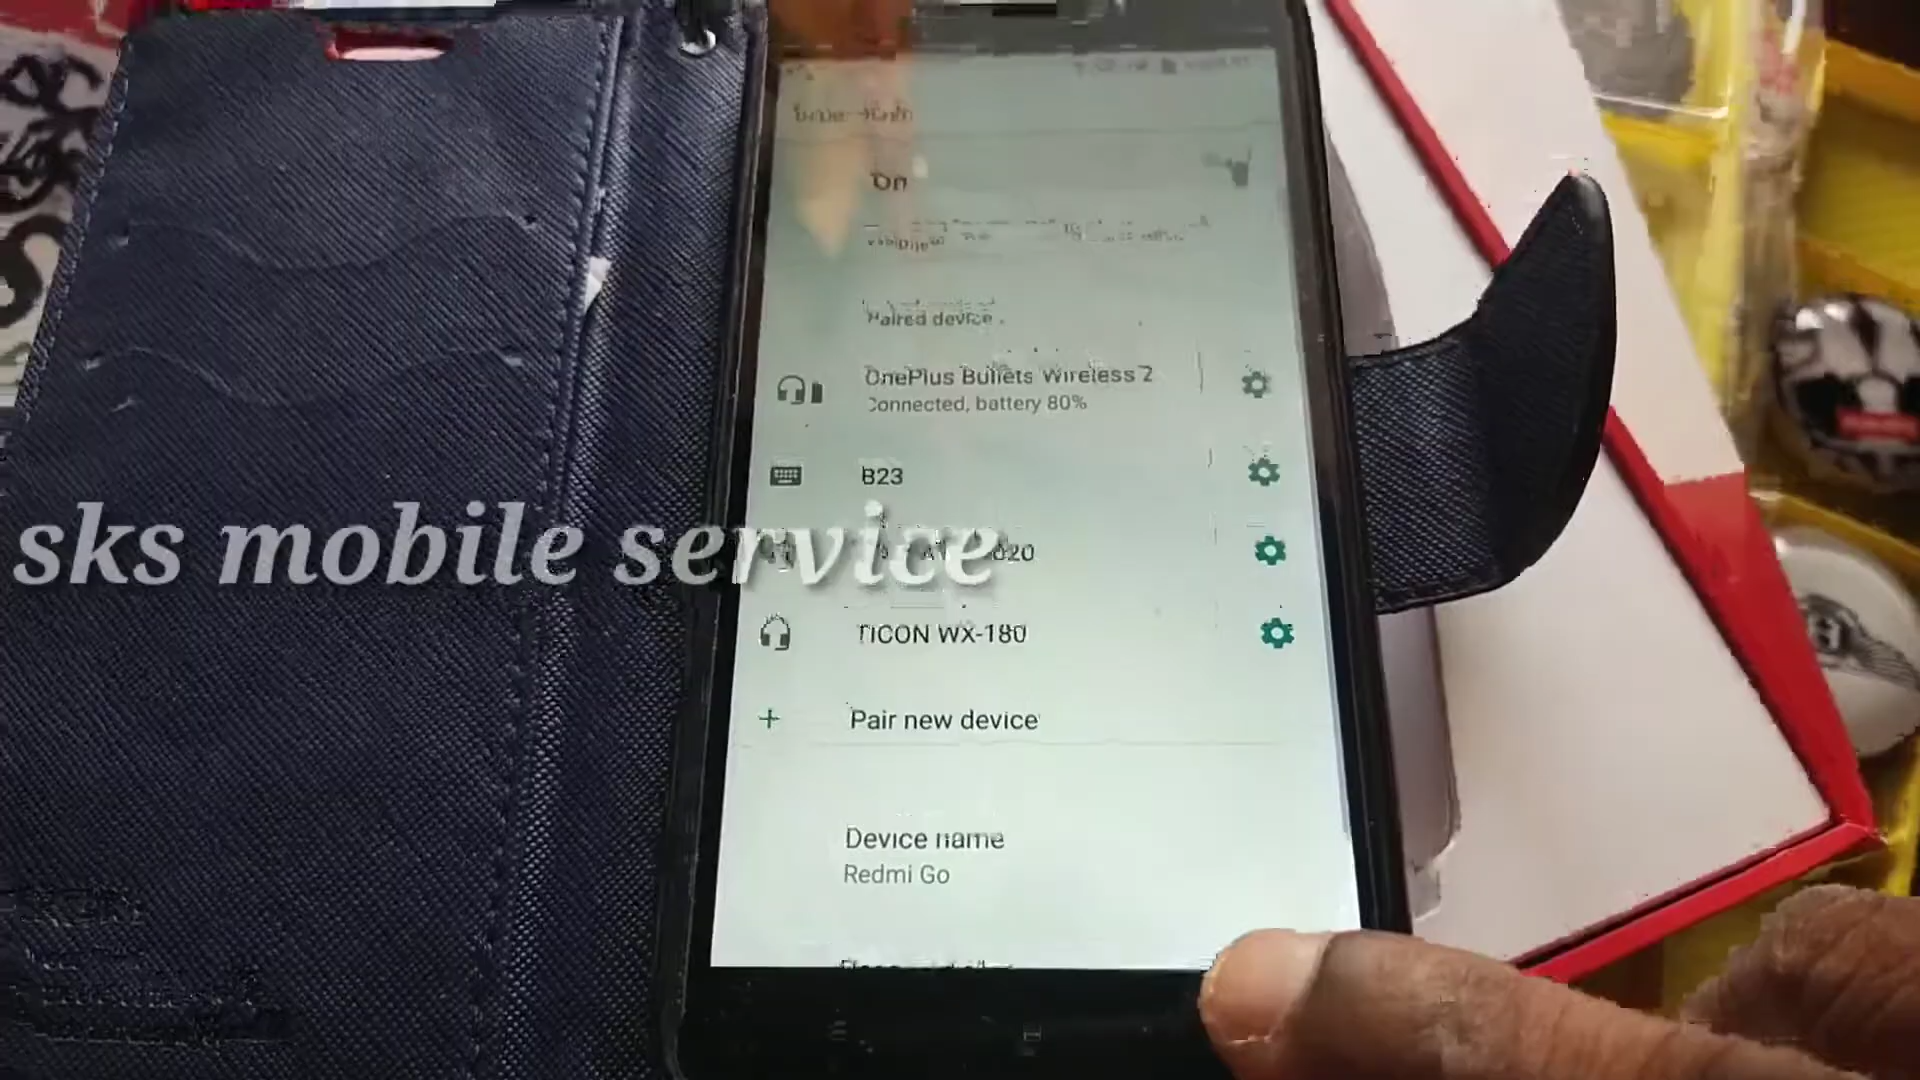 On
Paired device
OnePlus Bullets Wireless 2
Connected, battery 80%
B23
sks mobile service
TICON WX-180
+ Pair new device
Device name
Redmi Go